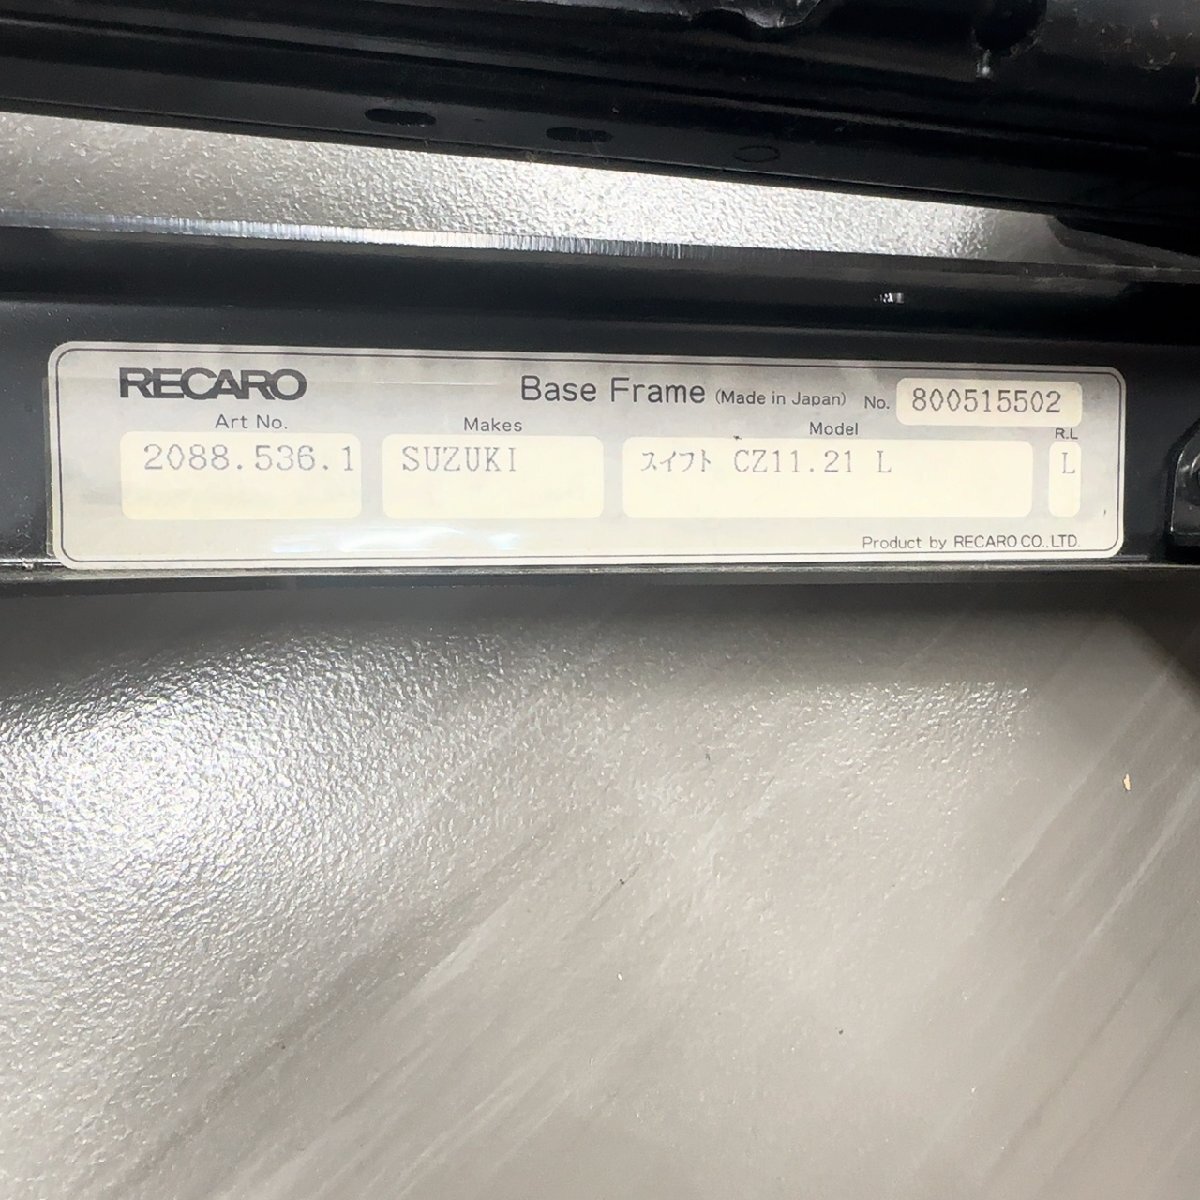 RECARO Base Frame (Made in Japan) No. 800515502
Art No. Makes Model R.L
2088.536.1 SUZUKI スイフト CZ11.21 L L
Product by RECARO CO.,LTD.